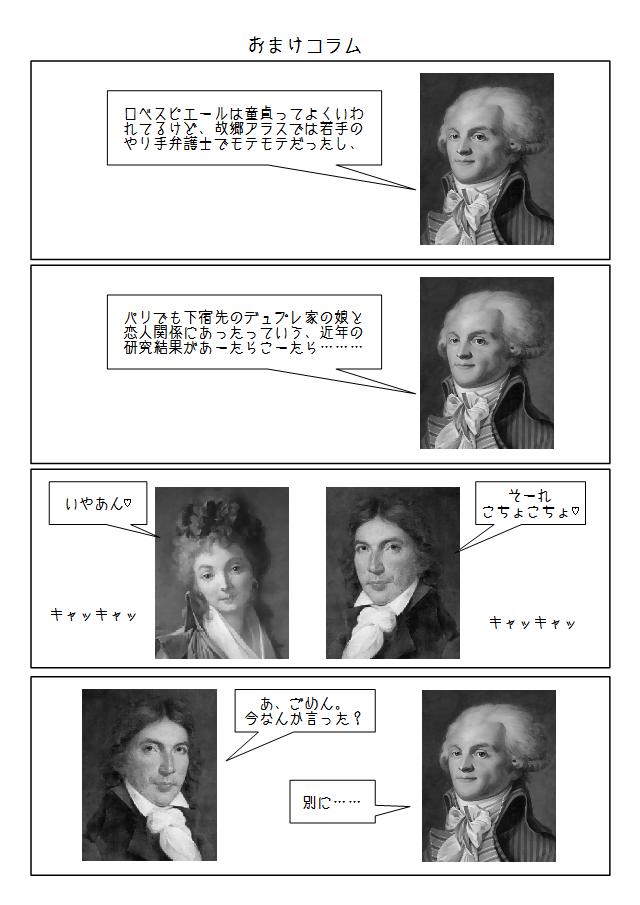 おまけコラム
ロベスピエールは童貞ってよくいわ
れてるけど、故郷アラスでは若手の
やり手弁護士でモテモテだったし、
パリでも下宿先のデュプレ家の娘と
恋人関係にあったっていう、近年の
研究結果があーたらこーたら………
いやあん♡
そーれ
こちょこちょ♡
キャッキャッ
キャッキャッ
あ、ごめん。
今なんか言った？
別に……